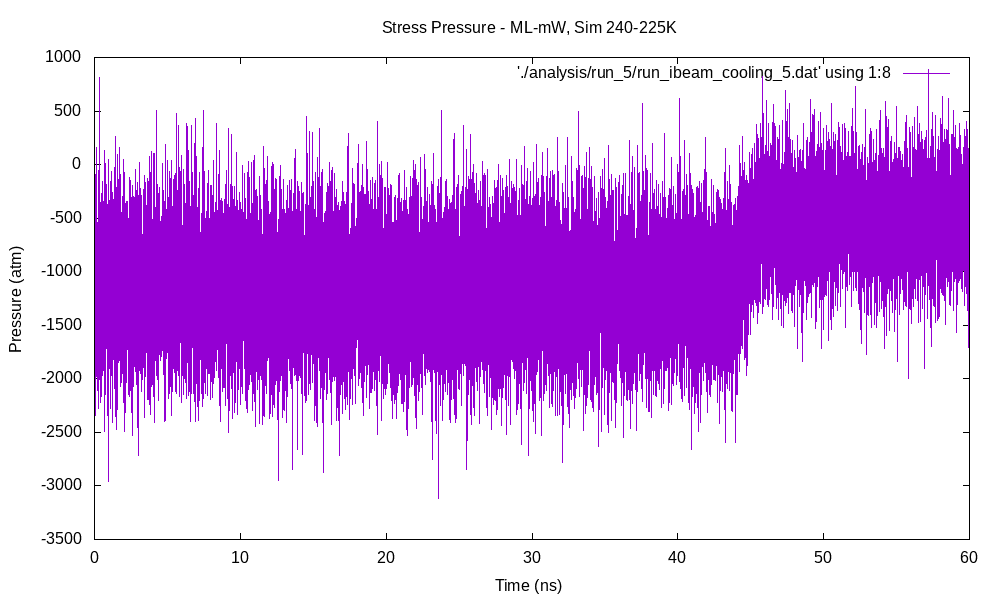 Stress Pressure - ML-mW, Sim 240-225K
'./analysis/run_5/run_ibeam_cooling_5.dat' using 1:8
1000
500
0
-500
-1000
-1500
-2000
-2500
-3000
-3500
Pressure (atm)
0 10 20 30 40 50 60
Time (ns)